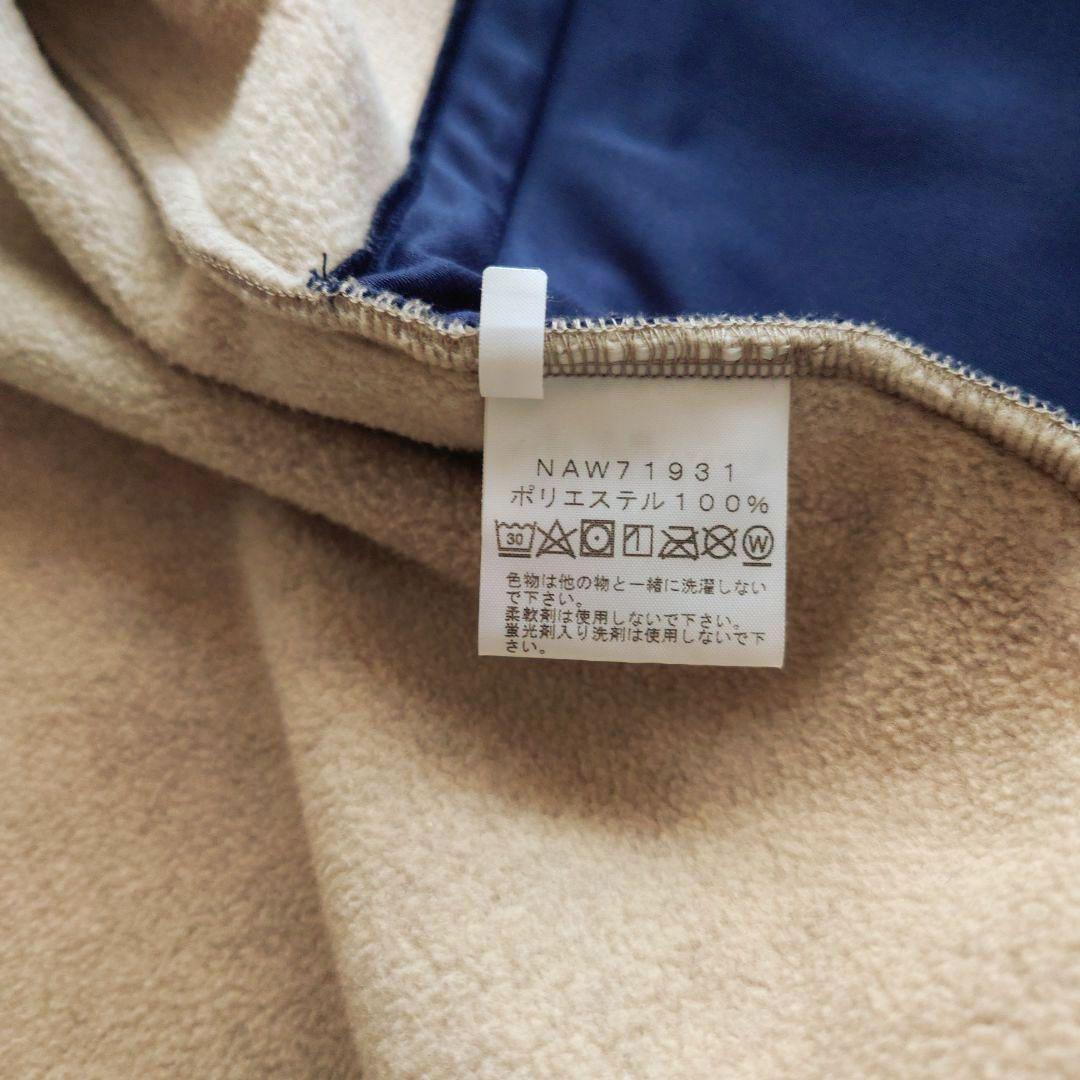 NAW71931
ポリエステル100%
30 W
色物は他の物と一緒に洗濯しない
で下さい。
柔軟剤は使用しないで下さい。
蛍光剤入り洗剤は使用しないで下
さい。